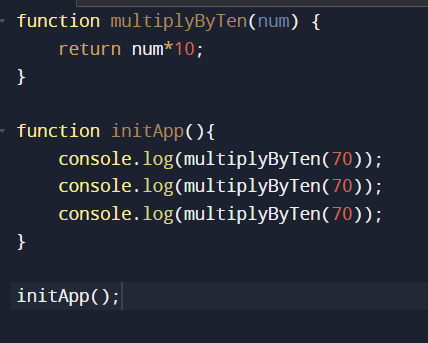 function multiplyByTen(num) {
    return num*10;
}

function initApp(){
    console.log(multiplyByTen(70));
    console.log(multiplyByTen(70));
    console.log(multiplyByTen(70));
}

initApp();